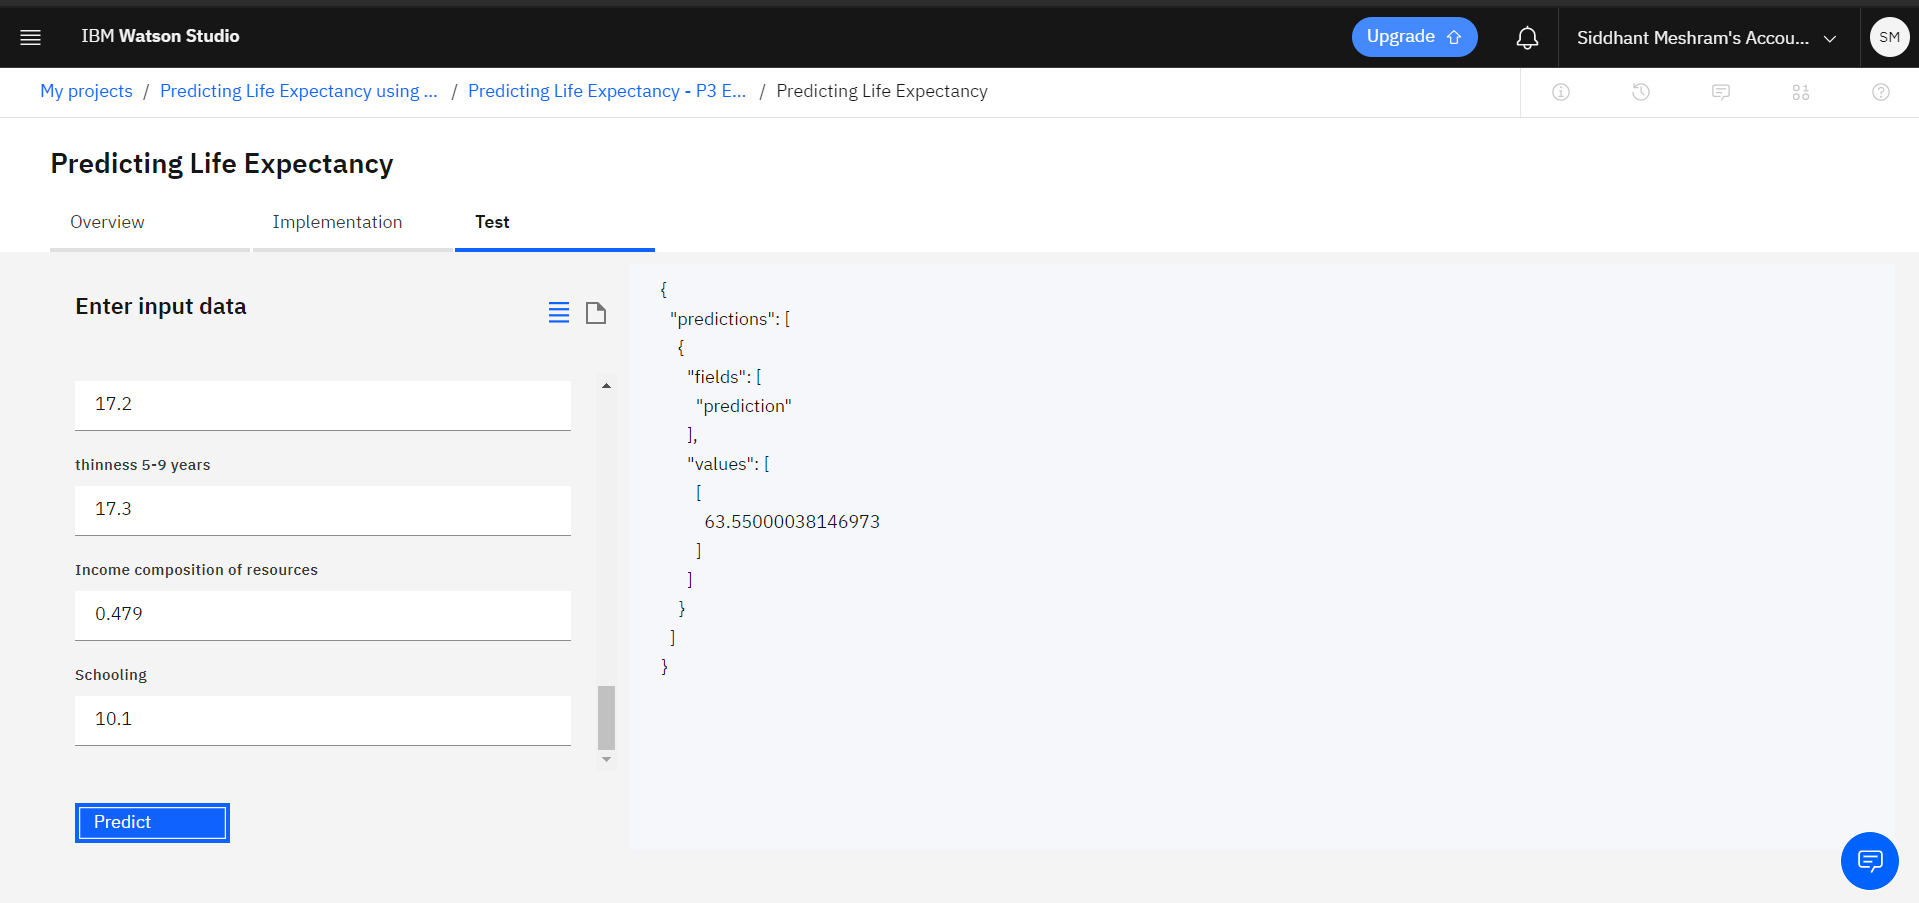 IBM Watson Studio
Upgrade
Siddhant Meshram's Accou...
SM
My projects / Predicting Life Expectancy using ... / Predicting Life Expectancy - P3 E... / Predicting Life Expectancy
Predicting Life Expectancy
Overview
Implementation
Test
Enter input data
17.2
thinness 5-9 years
17.3
Income composition of resources
0.479
Schooling
10.1
Predict
{
"predictions": [
{
"fields": [
"prediction"
],
"values": [
[
63.55000038146973
]
]
}
]
}